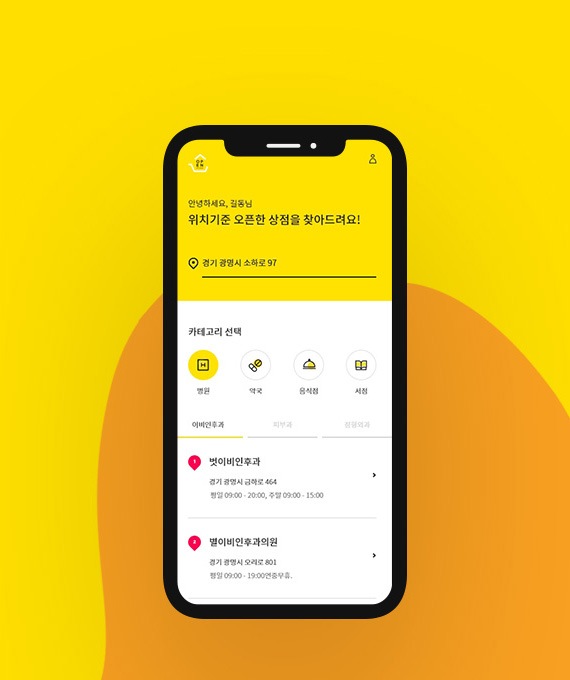 OP
EN
안녕하세요, 길동님
위치기준 오픈한 상점을 찾아드려요!
경기 광명시 소하로 97
카테고리 선택
H
병원 약국 음식점 서점
이비인후과 피부과 정형외과
1 벗이비인후과
경기 광명시 금하로 464
평일 09:00 - 20:00, 주말 09:00 - 15:00
2 별이비인후과의원
경기 광명시 오리로 801
평일 09:00 - 19:00연중무휴.